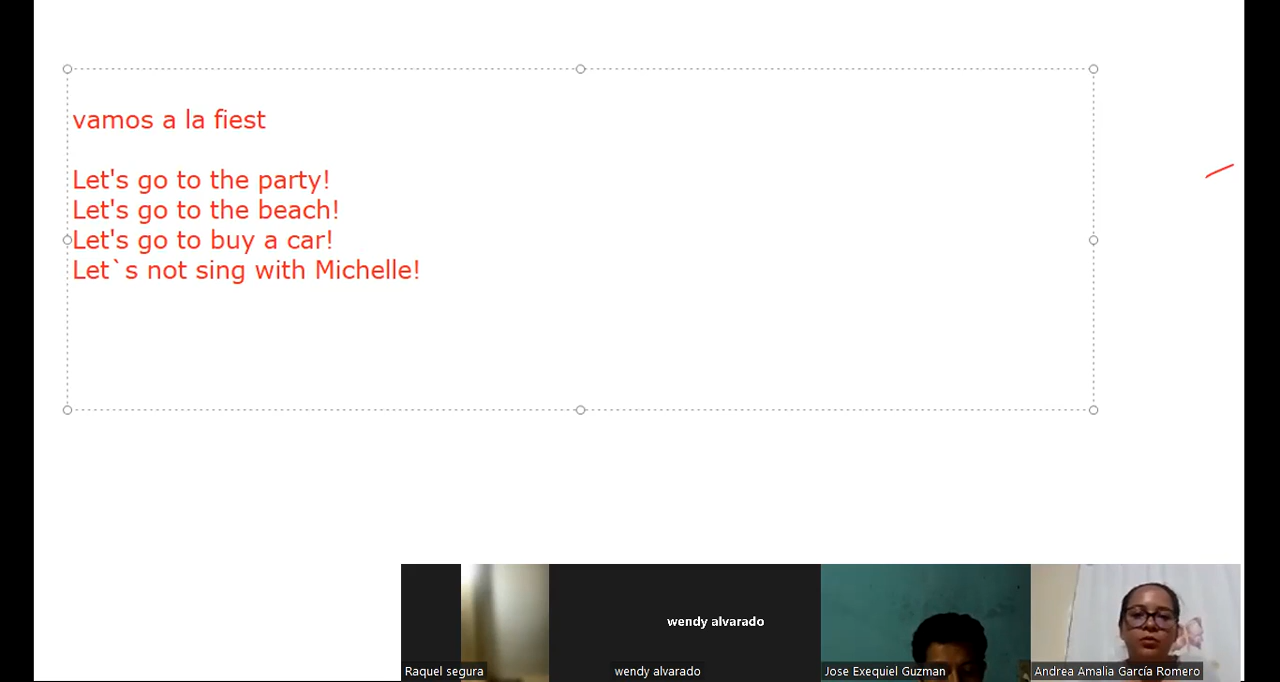 vamos a la fiest
Let's go to the party!
Let's go to the beach!
Let's go to buy a car!
Let`s not sing with Michelle!
wendy alvarado
Raquel segura
wendy alvarado
Jose Exequiel Guzman
Andrea Amalia García Romero